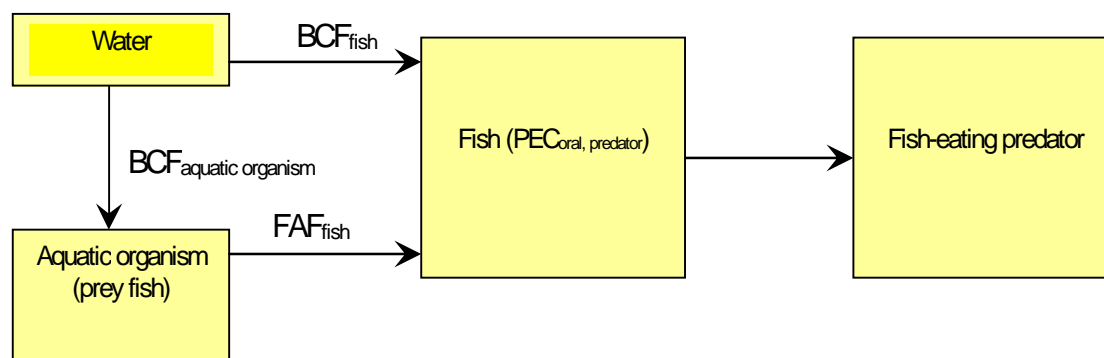 Water
BCFfish
BCFaquatic organism
Fish (PECoral, predator)
Fish-eating predator
FAFfish
Aquatic organism
(prey fish)